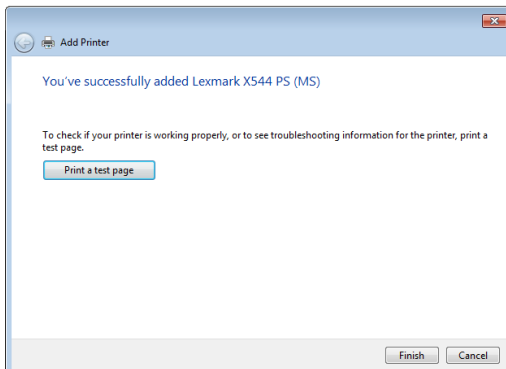 Add Printer
You've successfully added Lexmark X544 PS (MS)
To check if your printer is working properly, or to see troubleshooting information for the printer, print a
test page.
Print a test page
Finish Cancel